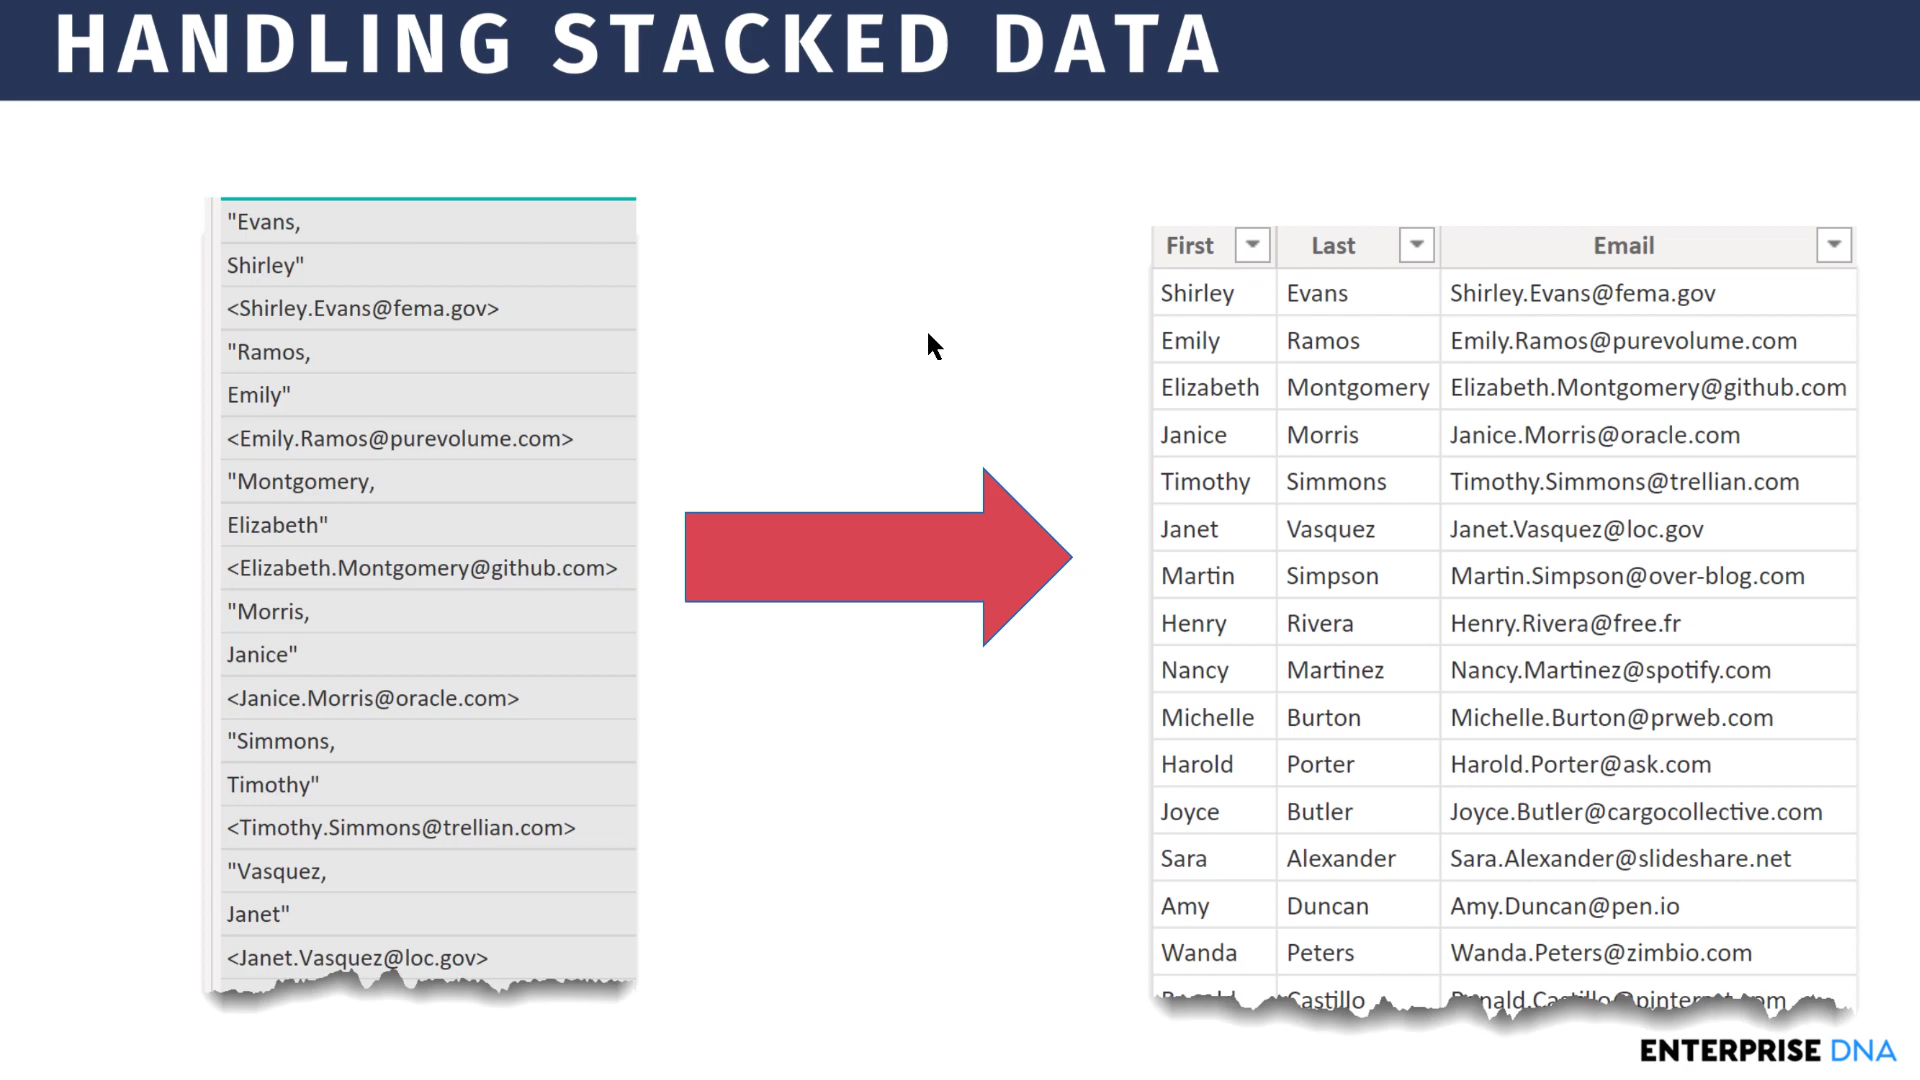 HANDLING STACKED DATA
"Evans,
Shirley"
<Shirley.Evans@fema.gov>
"Ramos,
Emily"
<Emily.Ramos@purevolume.com>
"Montgomery,
Elizabeth"
<Elizabeth.Montgomery@github.com>
"Morris,
Janice"
<Janice.Morris@oracle.com>
"Simmons,
Timothy"
<Timothy.Simmons@trellian.com>
"Vasquez,
Janet"
<Janet.Vasquez@loc.gov>
First Last Email
Shirley Evans Shirley.Evans@fema.gov
Emily Ramos Emily.Ramos@purevolume.com
Elizabeth Montgomery Elizabeth.Montgomery@github.com
Janice Morris Janice.Morris@oracle.com
Timothy Simmons Timothy.Simmons@trellian.com
Janet Vasquez Janet.Vasquez@loc.gov
Martin Simpson Martin.Simpson@over-blog.com
Henry Rivera Henry.Rivera@free.fr
Nancy Martinez Nancy.Martinez@spotify.com
Michelle Burton Michelle.Burton@prweb.com
Harold Porter Harold.Porter@ask.com
Joyce Butler Joyce.Butler@cargocollective.com
Sara Alexander Sara.Alexander@slideshare.net
Amy Duncan Amy.Duncan@pen.io
Wanda Peters Wanda.Peters@zimbio.com
Castillo
ENTERPRISE DNA